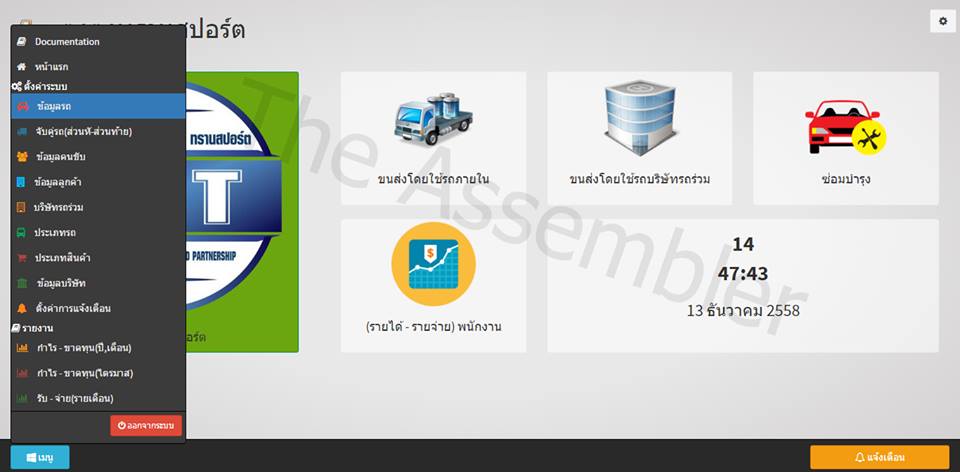 ทรานสปอร์ต
Documentation
หน้าแรก
ตั้งค่าระบบ
ข้อมูลรถ
จับคู่รถ(ส่วนหัว-ส่วนท้าย)
ข้อมูลคนขับ
ข้อมูลลูกค้า
บริษัทรถร่วม
ประเภทรถ
ประเภทสินค้า
ข้อมูลบริษัท
ตั้งค่าการแจ้งเตือน
รายงาน
กำไร - ขาดทุน(ปี,เดือน)
กำไร - ขาดทุน(ไตรมาส)
รับ - จ่าย(รายเดือน)
ออกจากระบบ
เมนู
ทรานสปอร์ต
T
PARTNERSHIP
ขนส่งโดยใช้รถภายใน
ขนส่งโดยใช้รถบริษัทรถร่วม
ซ่อมบำรุง
$
(รายได้ - รายจ่าย) พนักงาน
14
47:43
13 ธันวาคม 2558
The Assembler
แจ้งเตือน